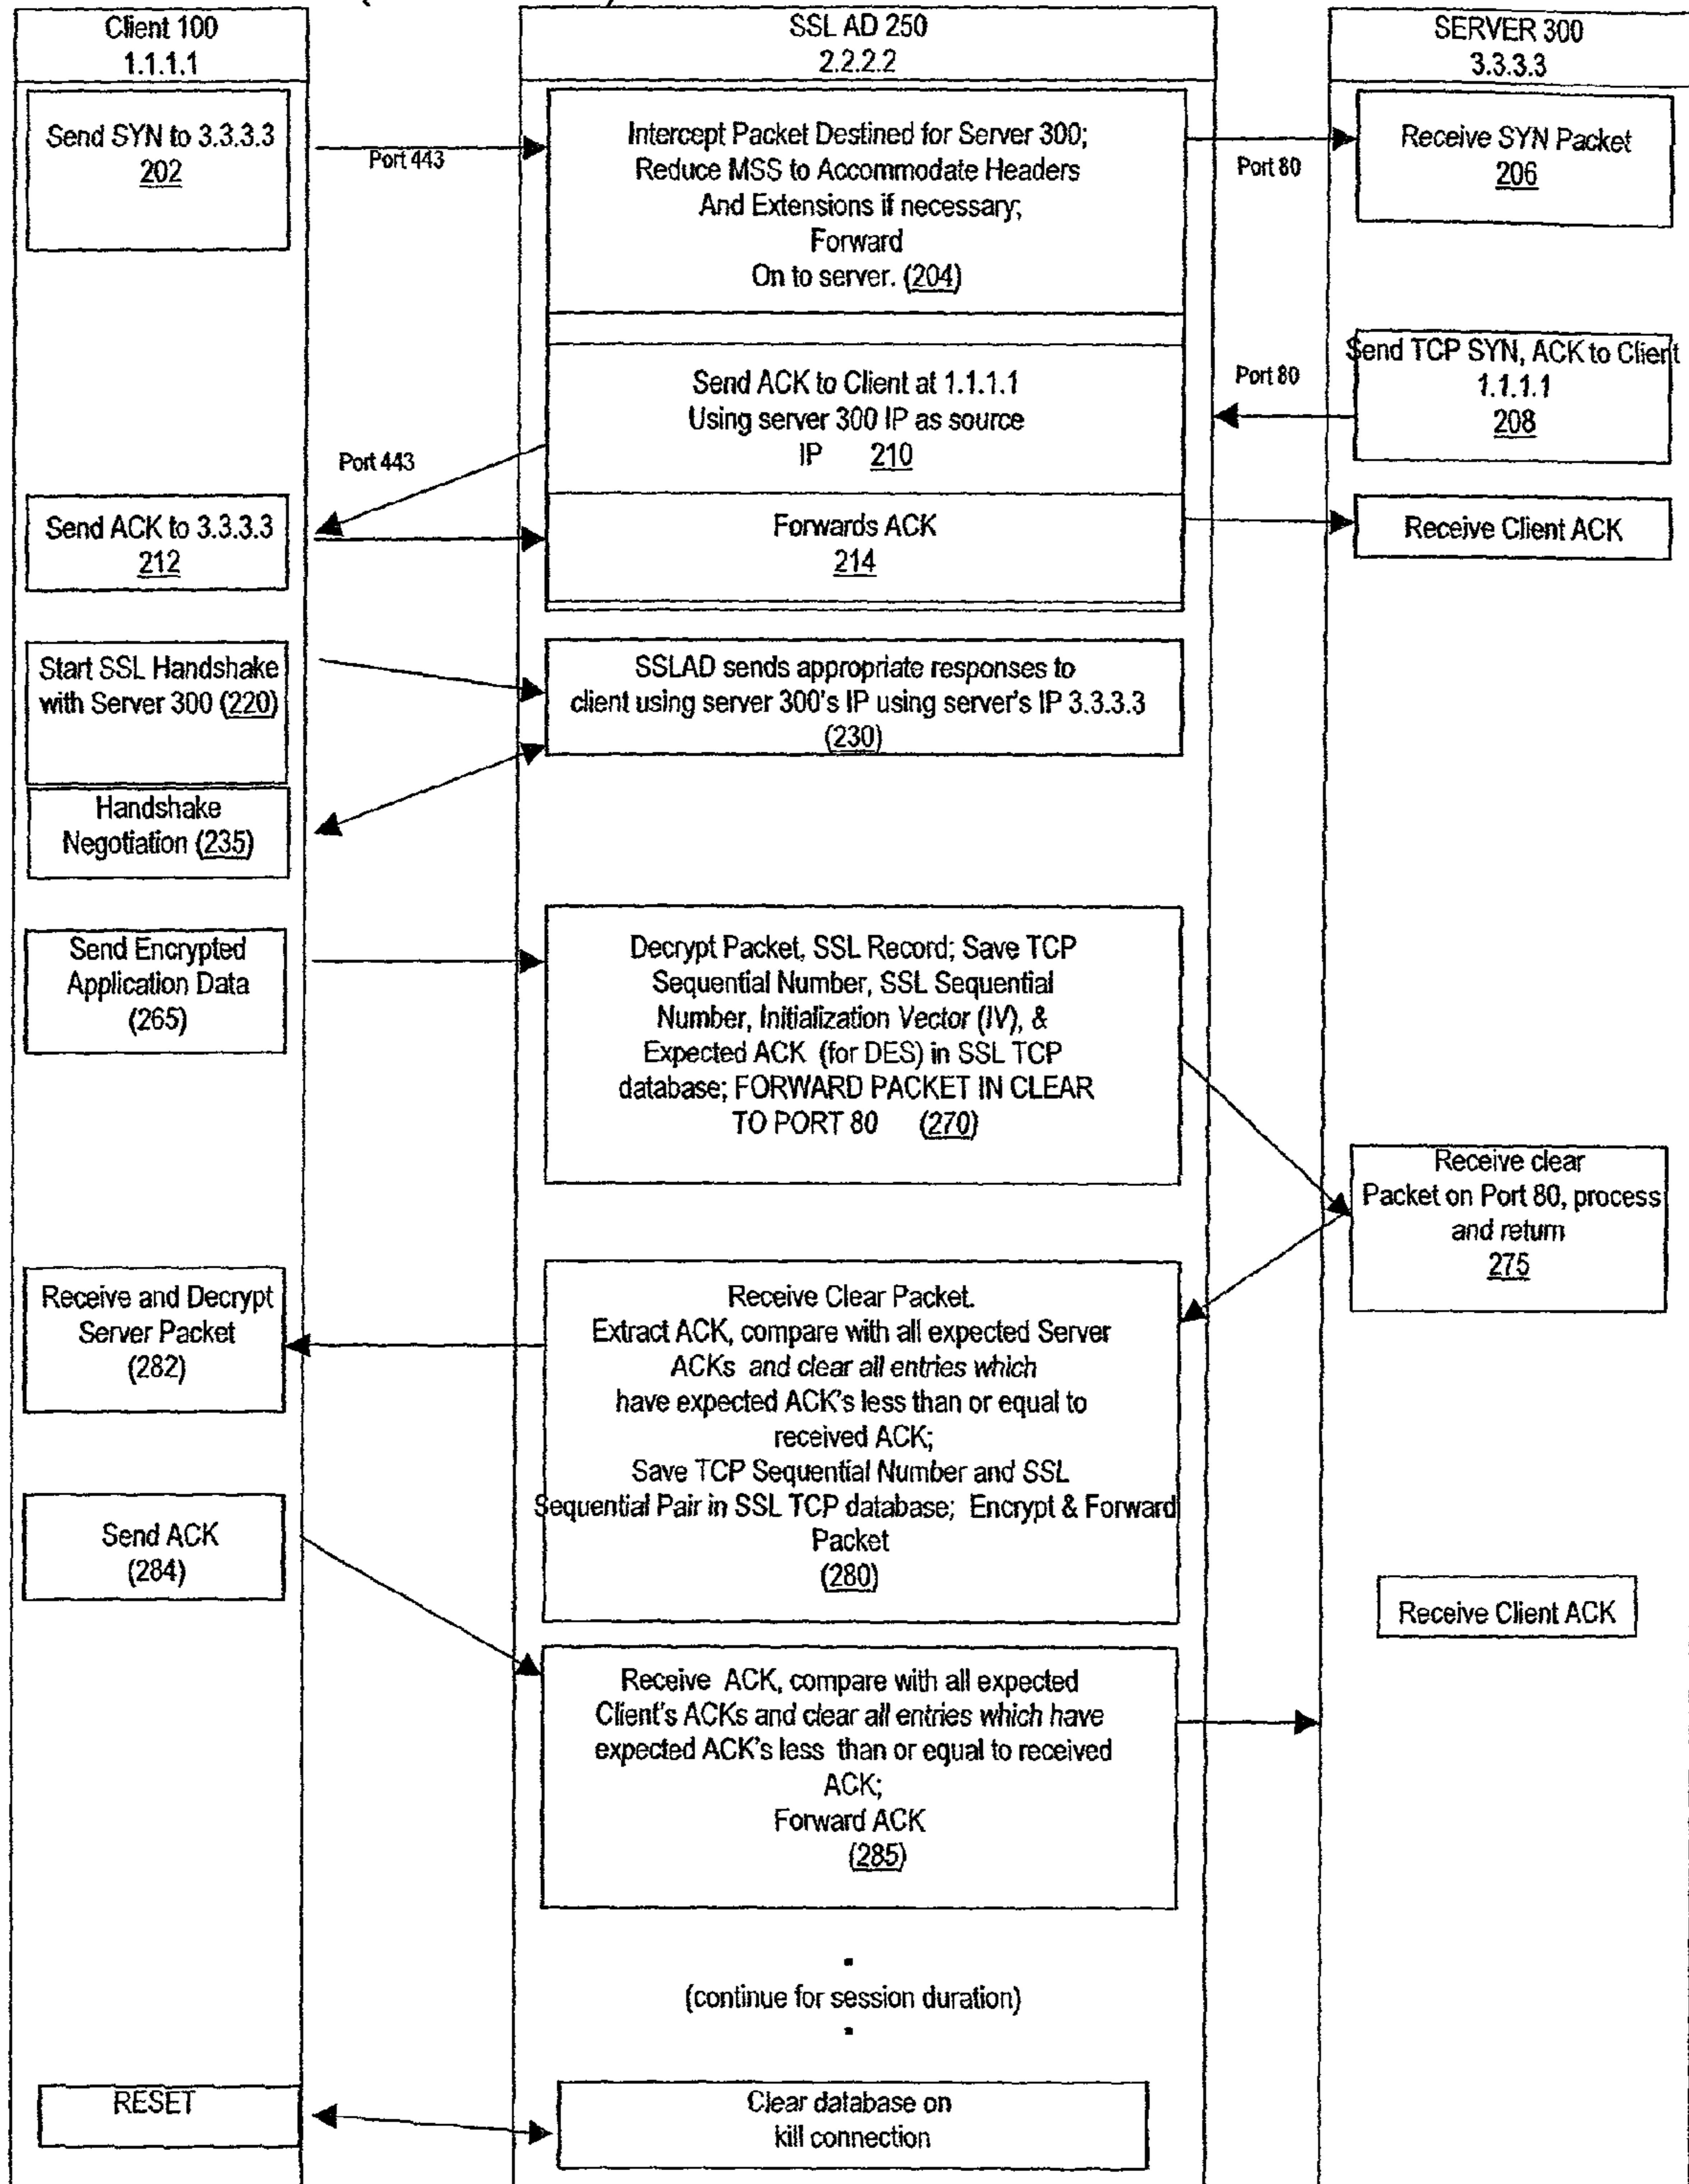 Client 100
1.1.1.1
SSL AD 250
2.2.2.2
SERVER 300
3.3.3.3
Send SYN to 3.3.3.3
202
Port 443
Intercept Packet Destined for Server 300;
Reduce MSS to Accommodate Headers
And Extensions if necessary;
Forward
On to server. (204)
Port 80
Receive SYN Packet
206
Send TCP SYN, ACK to Client
1.1.1.1
208
Port 80
Send ACK to Client at 1.1.1.1
Using server 300 IP as source
IP 210
Port 443
Send ACK to 3.3.3.3
212
Forwards ACK
214
Receive Client ACK
Start SSL Handshake
with Server 300 (220)
SSLAD sends appropriate responses to
client using server 300's IP using server's IP 3.3.3.3
(230)
Handshake
Negotiation (235)
Send Encrypted
Application Data
(265)
Decrypt Packet, SSL Record; Save TCP
Sequential Number, SSL Sequential
Number, Initialization Vector (IV), &
Expected ACK (for DES) in SSL TCP
database; FORWARD PACKET IN CLEAR
TO PORT 80 (270)
Receive clear
Packet on Port 80, process
and return
275
Receive and Decrypt
Server Packet
(282)
Receive Clear Packet.
Extract ACK, compare with all expected Server
ACKs and clear all entries which
have expected ACK's less than or equal to
received ACK;
Save TCP Sequential Number and SSL
Sequential Pair in SSL TCP database; Encrypt & Forward
Packet
(280)
Send ACK
(284)
Receive Client ACK
Receive ACK, compare with all expected
Client's ACKs and clear all entries which have
expected ACK's less than or equal to received
ACK;
Forward ACK
(285)
(continue for session duration)
RESET
Clear database on
kill connection